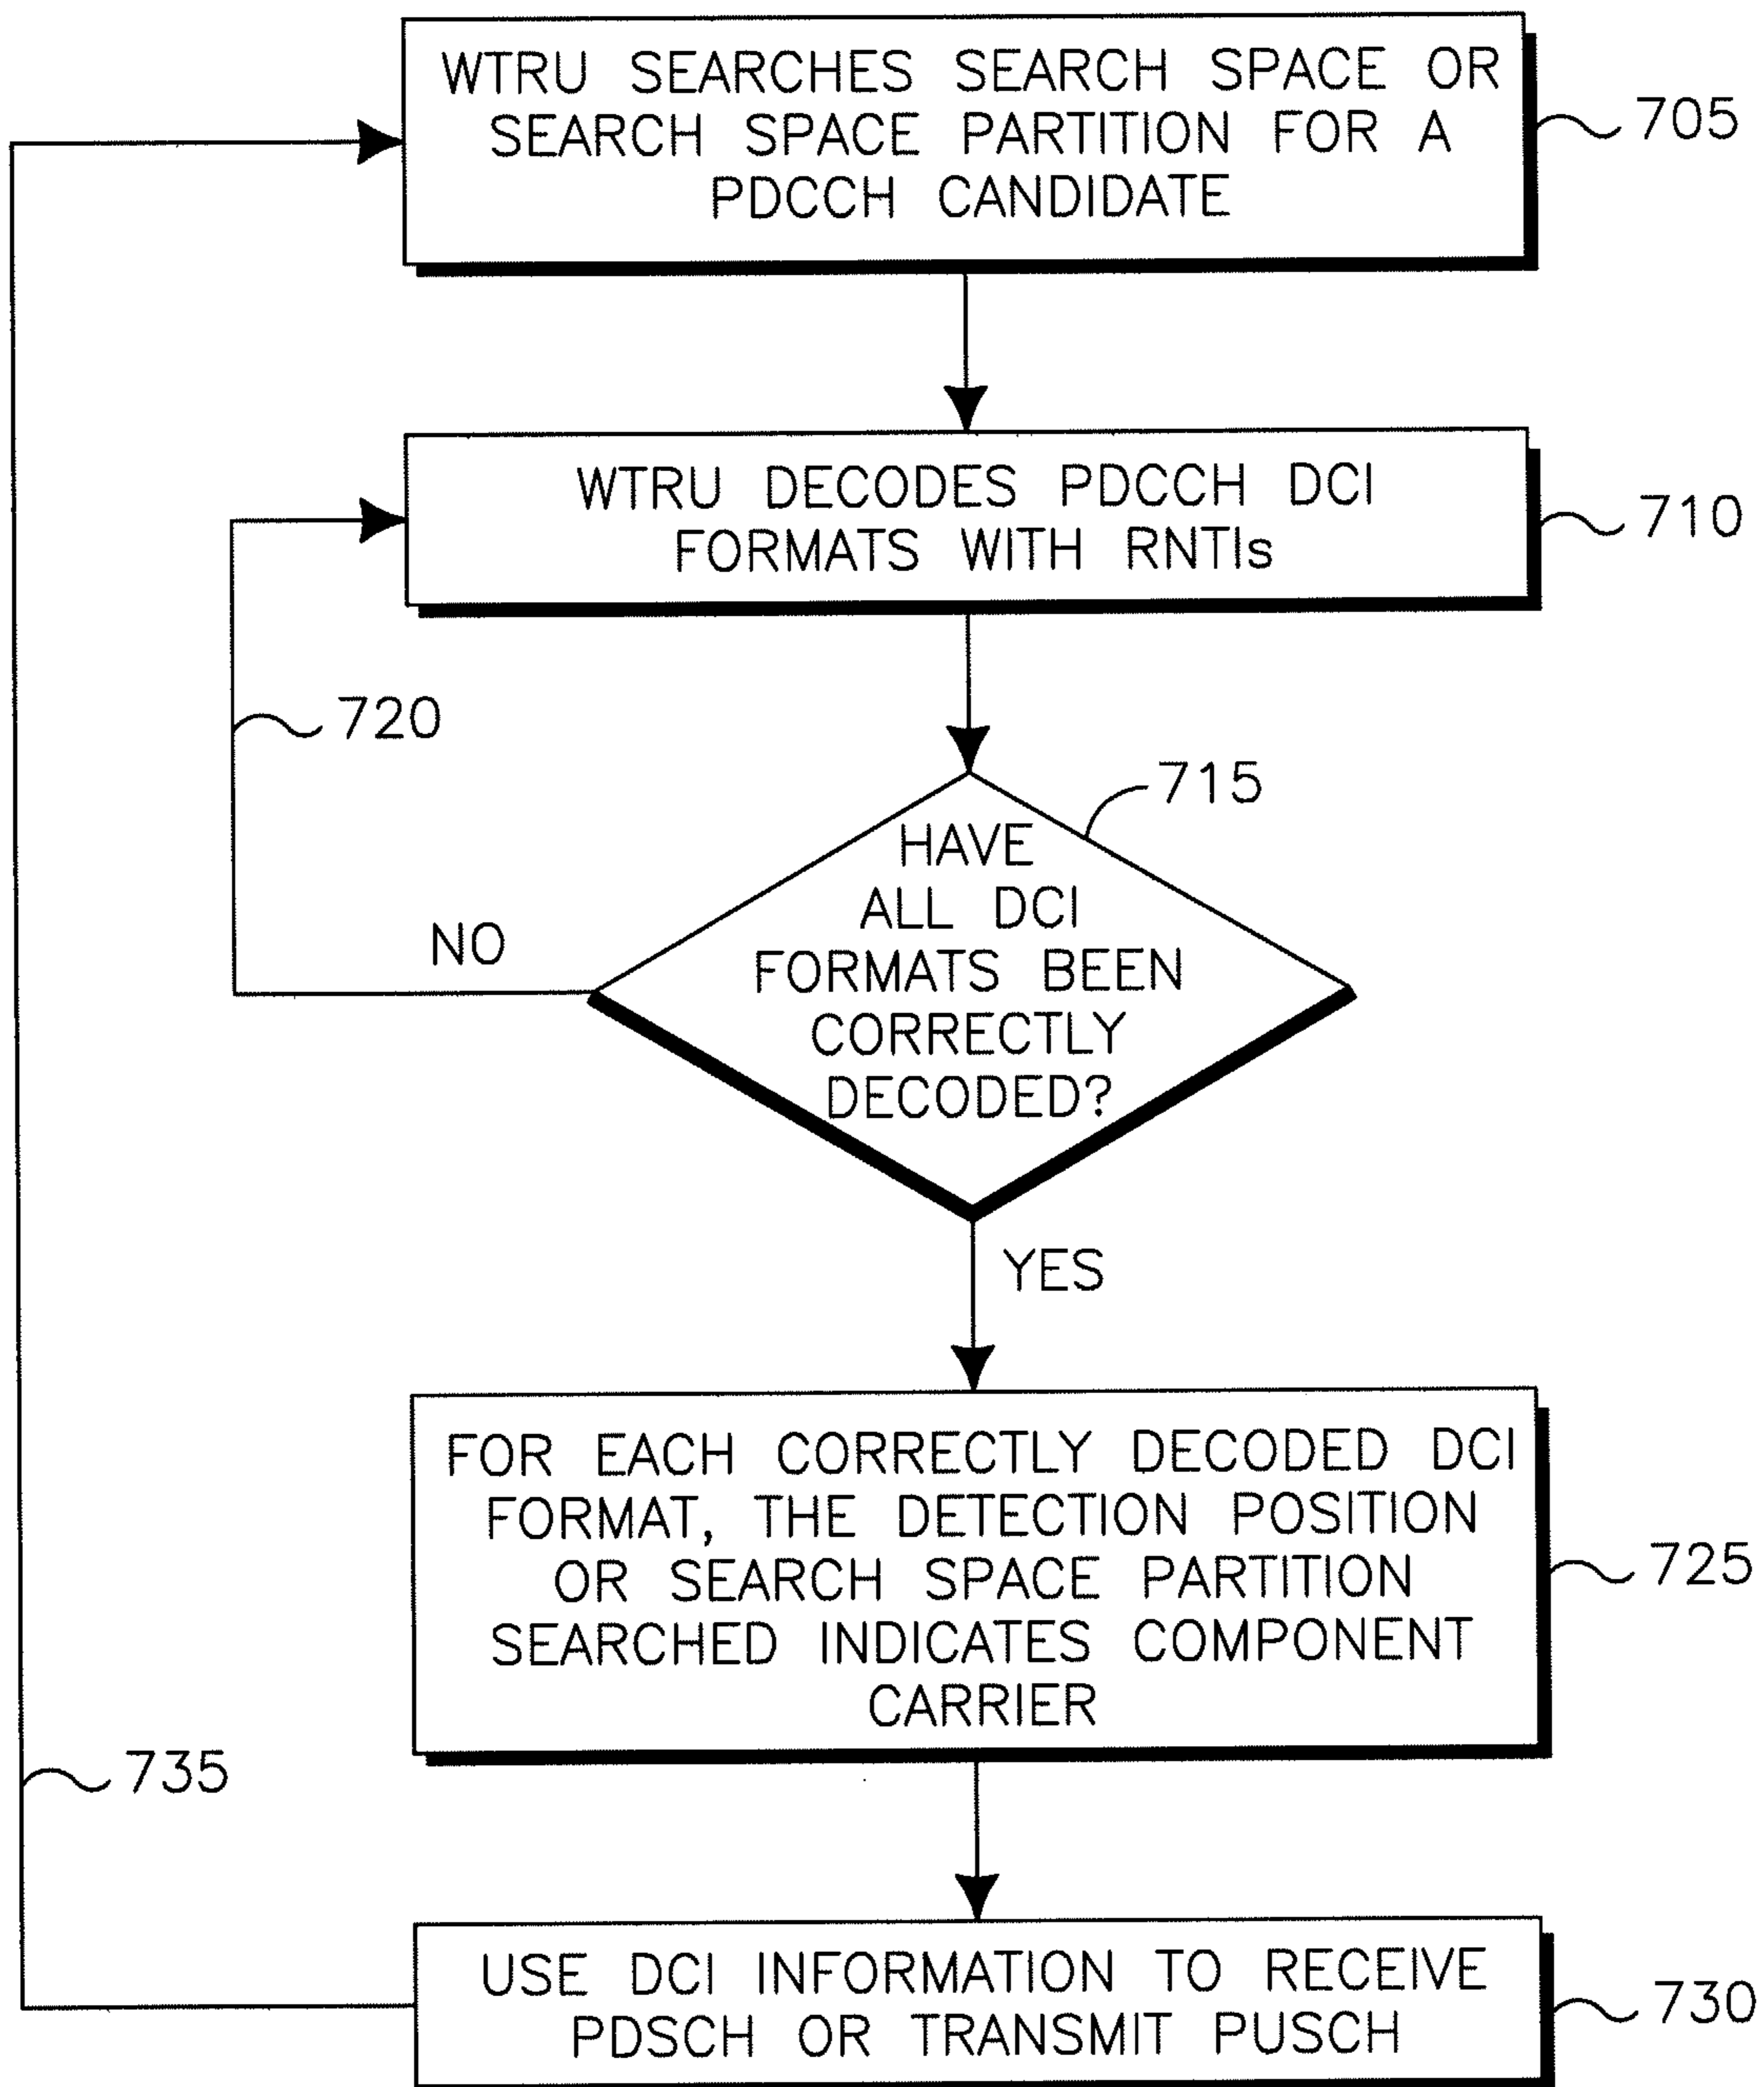 WTRU SEARCHES SEARCH SPACE OR
SEARCH SPACE PARTITION FOR A
PDCCH CANDIDATE
705
WTRU DECODES PDCCH DCI
FORMATS WITH RNTIs
710
720
715
HAVE
ALL DCI
FORMATS BEEN
CORRECTLY
DECODED?
NO
YES
FOR EACH CORRECTLY DECODED DCI
FORMAT, THE DETECTION POSITION
OR SEARCH SPACE PARTITION
SEARCHED INDICATES COMPONENT
CARRIER
725
735
USE DCI INFORMATION TO RECEIVE
PDSCH OR TRANSMIT PUSCH
730